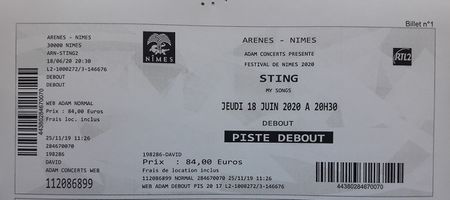 Billet n°1
ARENES - NIMES
30000 NIMES
ARN-STING2
18/06/20 20:30
L2-1000272/3-146676
DEBOUT
DEBOUT
WEB ADAM NORMAL
Prix : 84,00 Euros
Frais loc. inclus
25/11/19 11:26
284670070
198286
DAVID
ADAM CONCERTS WEB
112086899
44380284670070
NÎMES
ARENES - NIMES
ADAM CONCERTS PRESENTE
FESTIVAL DE NIMES 2020
STING
MY SONGS
JEUDI 18 JUIN 2020 A 20H30
DEBOUT
PISTE DEBOUT
RTL2
198286-DAVID
Prix : 84,00 Euros
Frais de location inclus
112086899 NORMAL 284670070 25/11/19 11:26
WEB ADAM DEBOUT PIS 20 17 L2-1000272/3-146676
44380284670070